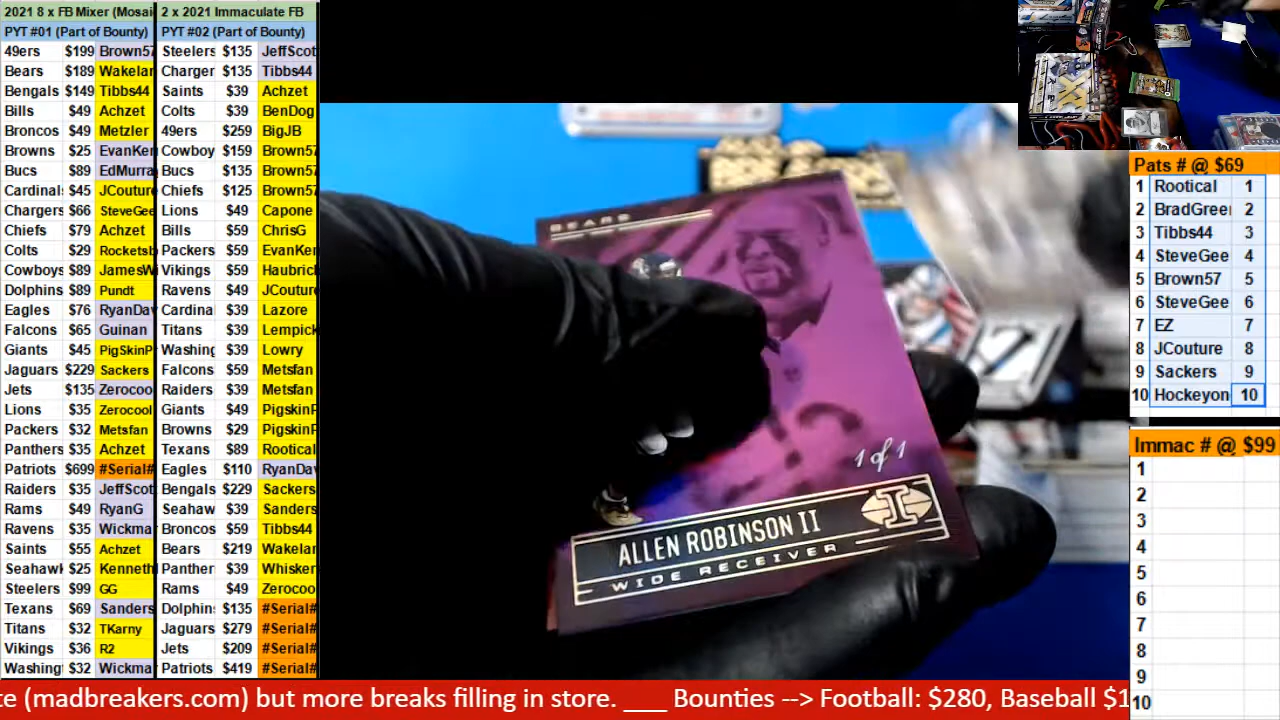 2021 8 x FB Mixer (Mosai
2 x 2021 Immaculate FB
PYT #01 (Part of Bounty)
PYT #02 (Part of Bounty)
49ers $199 Brown57
Bears $189 Wakelar
Bengals $149 Tibbs44
Bills $49 Achzet
Broncos $49 Metzler
Browns $25 EvanKer
Bucs $89 EdMurra
Cardinals $45 JCouture
Chargers $66 SteveGee
Chiefs $79 Achzet
Colts $29 Rocketsb
Cowboys $89 JamesWi
Dolphins $89 Pundt
Eagles $76 RyanDav
Falcons $65 Guinan
Giants $45 PigSkinP
Jaguars $229 Sackers
Jets $135 Zerocoo
Lions $35 Zerocool
Packers $32 Metsfan
Panthers $35 Achzet
Patriots $699 #Serial#
Raiders $35 JeffScot
Rams $49 RyanG
Ravens $35 Wickma
Saints $55 Achzet
Seahawk $25 Kenneth
Steelers $99 GG
Texans $69 Sanders
Titans $32 TKarny
Vikings $36 R2
Washing $32 Wickma
Steelers $135 JeffScot
Charger $135 Tibbs44
Saints $39 Achzet
Colts $39 BenDog
49ers $259 BigJB
Cowboy $159 Brown57
Bucs $135 Brown57
Chiefs $125 Brown57
Lions $49 Capone
Bills $59 ChrisG
Packers $59 EvanKer
Vikings $59 Haubrick
Ravens $49 JCouture
Cardina $39 Lazore
Titans $39 Lempick
Washing $39 Lowry
Falcons $59 Metsfan
Raiders $39 Metsfan
Giants $49 PigskinP
Browns $29 PigskinP
Texans $89 Rootical
Eagles $110 RyanDav
Bengals $229 Sackers
Seahaw $39 Sanders
Broncos $59 Tibbs44
Bears $219 Wakelar
Panther $39 Whisker
Rams $49 Zerocoo
Dolphin $135 #Serial#
Jaguars $279 #Serial#
Jets $209 #Serial#
Patriots $419 #Serial#
BEARS
1 of 1
ALLEN ROBINSON II
WIDE RECEIVER
Pats # @ $69
1 Rootical 1
2 BradGreer 2
3 Tibbs44 3
4 SteveGee 4
5 Brown57 5
6 SteveGee 6
7 EZ 7
8 JCouture 8
9 Sackers 9
10 Hockeyon 10
Immac # @ $99
1
2
3
4
5
6
7
8
9
10
te (madbreakers.com) but more breaks filling in store. ___ Bounties --> Football: $280, Baseball $1